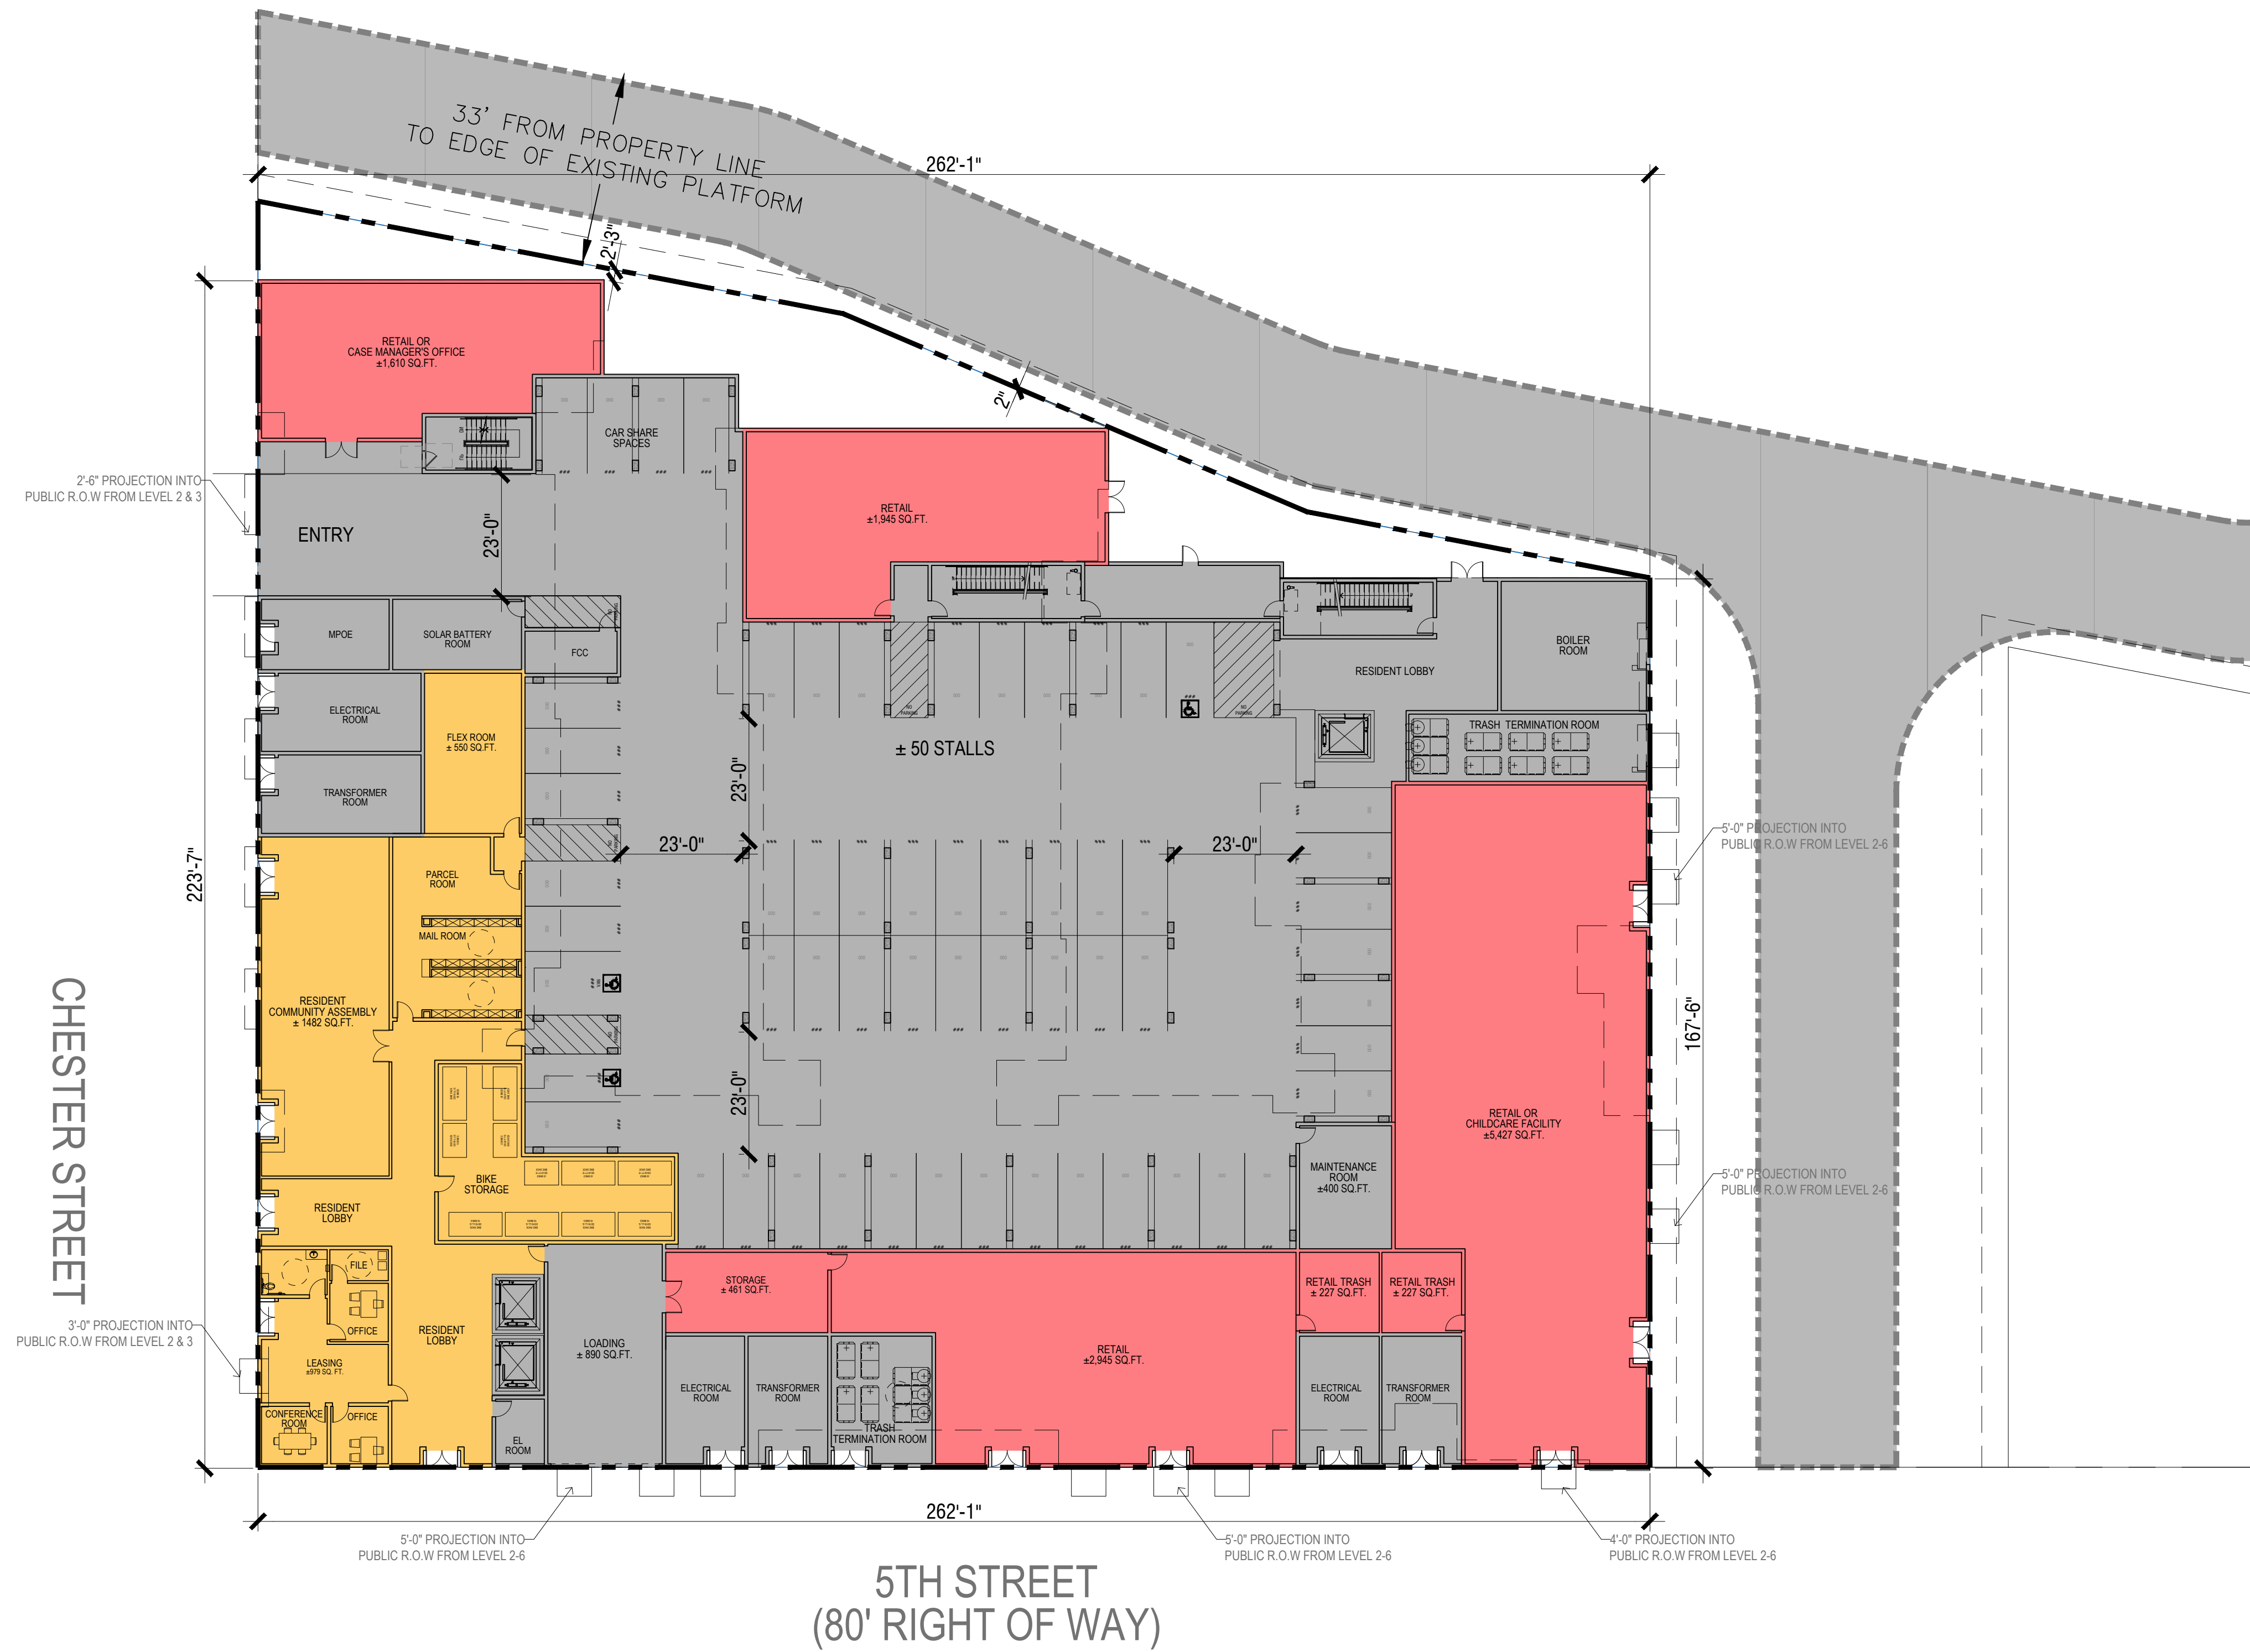 33' FROM PROPERTY LINE
TO EDGE OF EXISTING PLATFORM
262'-1"
2'-3"
RETAIL OR
CASE MANAGER'S OFFICE
±1,610 SQ.FT.
2"
CAR SHARE
SPACES
2'-6" PROJECTION INTO
PUBLIC R.O.W FROM LEVEL 2 & 3
RETAIL
±1,945 SQ.FT.
ENTRY
23'-0"
MPOE
SOLAR BATTERY
ROOM
NO
PARKING
FCC
BOILER
ROOM
RESIDENT LOBBY
ELECTRICAL
ROOM
FLEX ROOM
± 550 SQ.FT.
NO
PARKING
NO
PARKING
TRASH TERMINATION ROOM
± 50 STALLS
TRANSFORMER
ROOM
23'-0"
NO
PARKING
23'-0"
23'-0"
5'-0" PROJECTION INTO
PUBLIC R.O.W FROM LEVEL 2-6
223'-7"
PARCEL
ROOM
MAIL ROOM
RESIDENT
COMMUNITY ASSEMBLY
± 1482 SQ.FT.
VAN
NO
PARKING
167'-6"
CHESTER STREET
23'-0"
RETAIL OR
CHILDCARE FACILITY
±5,427 SQ.FT.
MAINTENANCE
ROOM
±400 SQ.FT.
5'-0" PROJECTION INTO
PUBLIC R.O.W FROM LEVEL 2-6
BIKE
STORAGE
RESIDENT
LOBBY
FILE
STORAGE
± 461 SQ.FT.
RETAIL TRASH
± 227 SQ.FT.
RETAIL TRASH
± 227 SQ.FT.
3'-0" PROJECTION INTO
PUBLIC R.O.W FROM LEVEL 2 & 3
OFFICE
RESIDENT
LOBBY
LOADING
± 890 SQ.FT.
RETAIL
±2,945 SQ.FT.
LEASING
±979 SQ. FT.
ELECTRICAL
ROOM
TRANSFORMER
ROOM
ELECTRICAL
ROOM
TRANSFORMER
ROOM
CONFERENCE
ROOM
OFFICE
TRASH
TERMINATION ROOM
EL
ROOM
262'-1"
5'-0" PROJECTION INTO
PUBLIC R.O.W FROM LEVEL 2-6
5'-0" PROJECTION INTO
PUBLIC R.O.W FROM LEVEL 2-6
4'-0" PROJECTION INTO
PUBLIC R.O.W FROM LEVEL 2-6
5TH STREET
(80' RIGHT OF WAY)